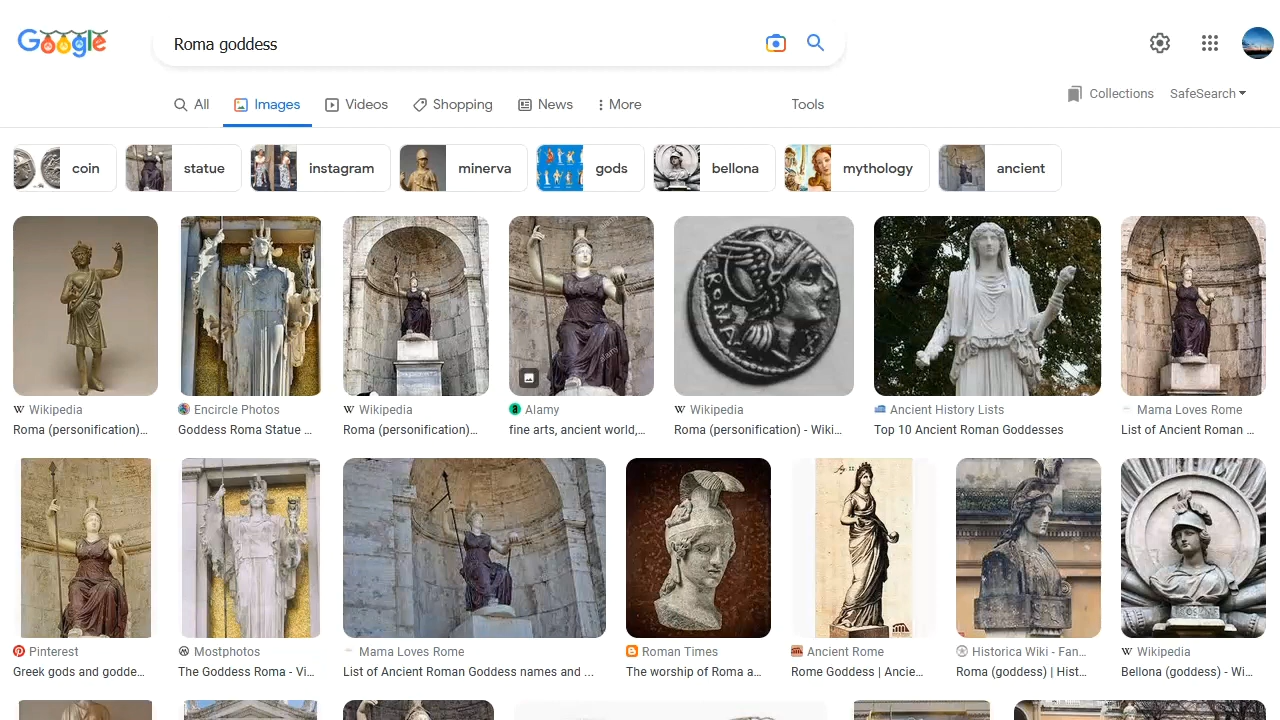 Google
Roma goddess
All
Images
Videos
Shopping
News
More
Tools
Collections
SafeSearch
coin
statue
instagram
minerva
gods
bellona
mythology
ancient
Wikipedia
Roma (personification)...
Encircle Photos
Goddess Roma Statue ...
Wikipedia
Roma (personification)...
Alamy
fine arts, ancient world,...
Wikipedia
Roma (personification) - Wiki...
Ancient History Lists
Top 10 Ancient Roman Goddesses
Mama Loves Rome
List of Ancient Roman ...
Pinterest
Greek gods and godde...
Mostphotos
The Goddess Roma - Vi...
Mama Loves Rome
List of Ancient Roman Goddess names and ...
Roman Times
The worship of Roma a...
Ancient Rome
Rome Goddess | Ancie...
Historica Wiki - Fan...
Roma (goddess) | Hist...
Wikipedia
Bellona (goddess) - Wi...